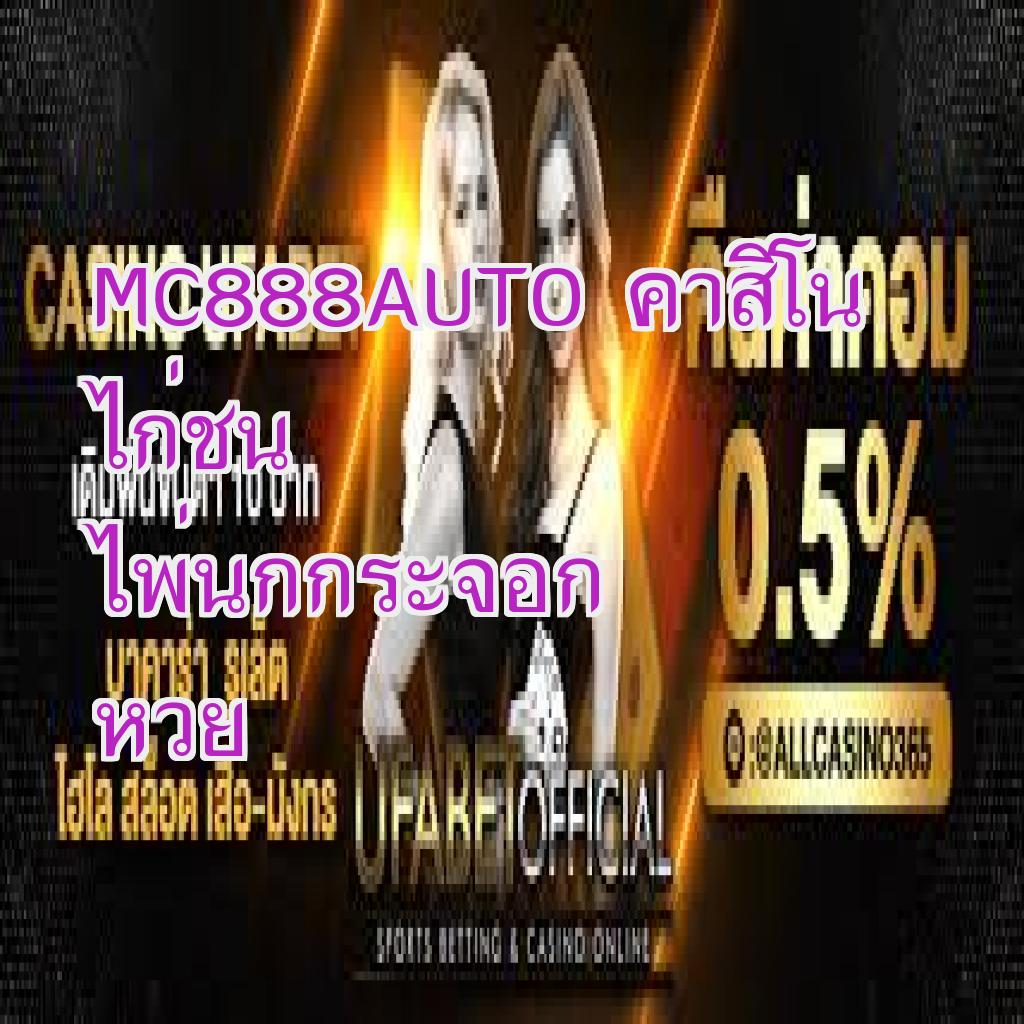 MC888AUTO คาสิโน
ไก่ชน
ไพ่นกกระจอก
หวย
CASINO UFABET
คืนค่าคอม
0.5%
เดิมพันขั้นต่ำ 10 บาท
บาคาร่า รูเล็ต
ไฮโล สล็อต เสือ-มังกร
:@ALLCASINO365
UFABET OFFICIAL
SPORTS BETTING & CASINO ONLINE